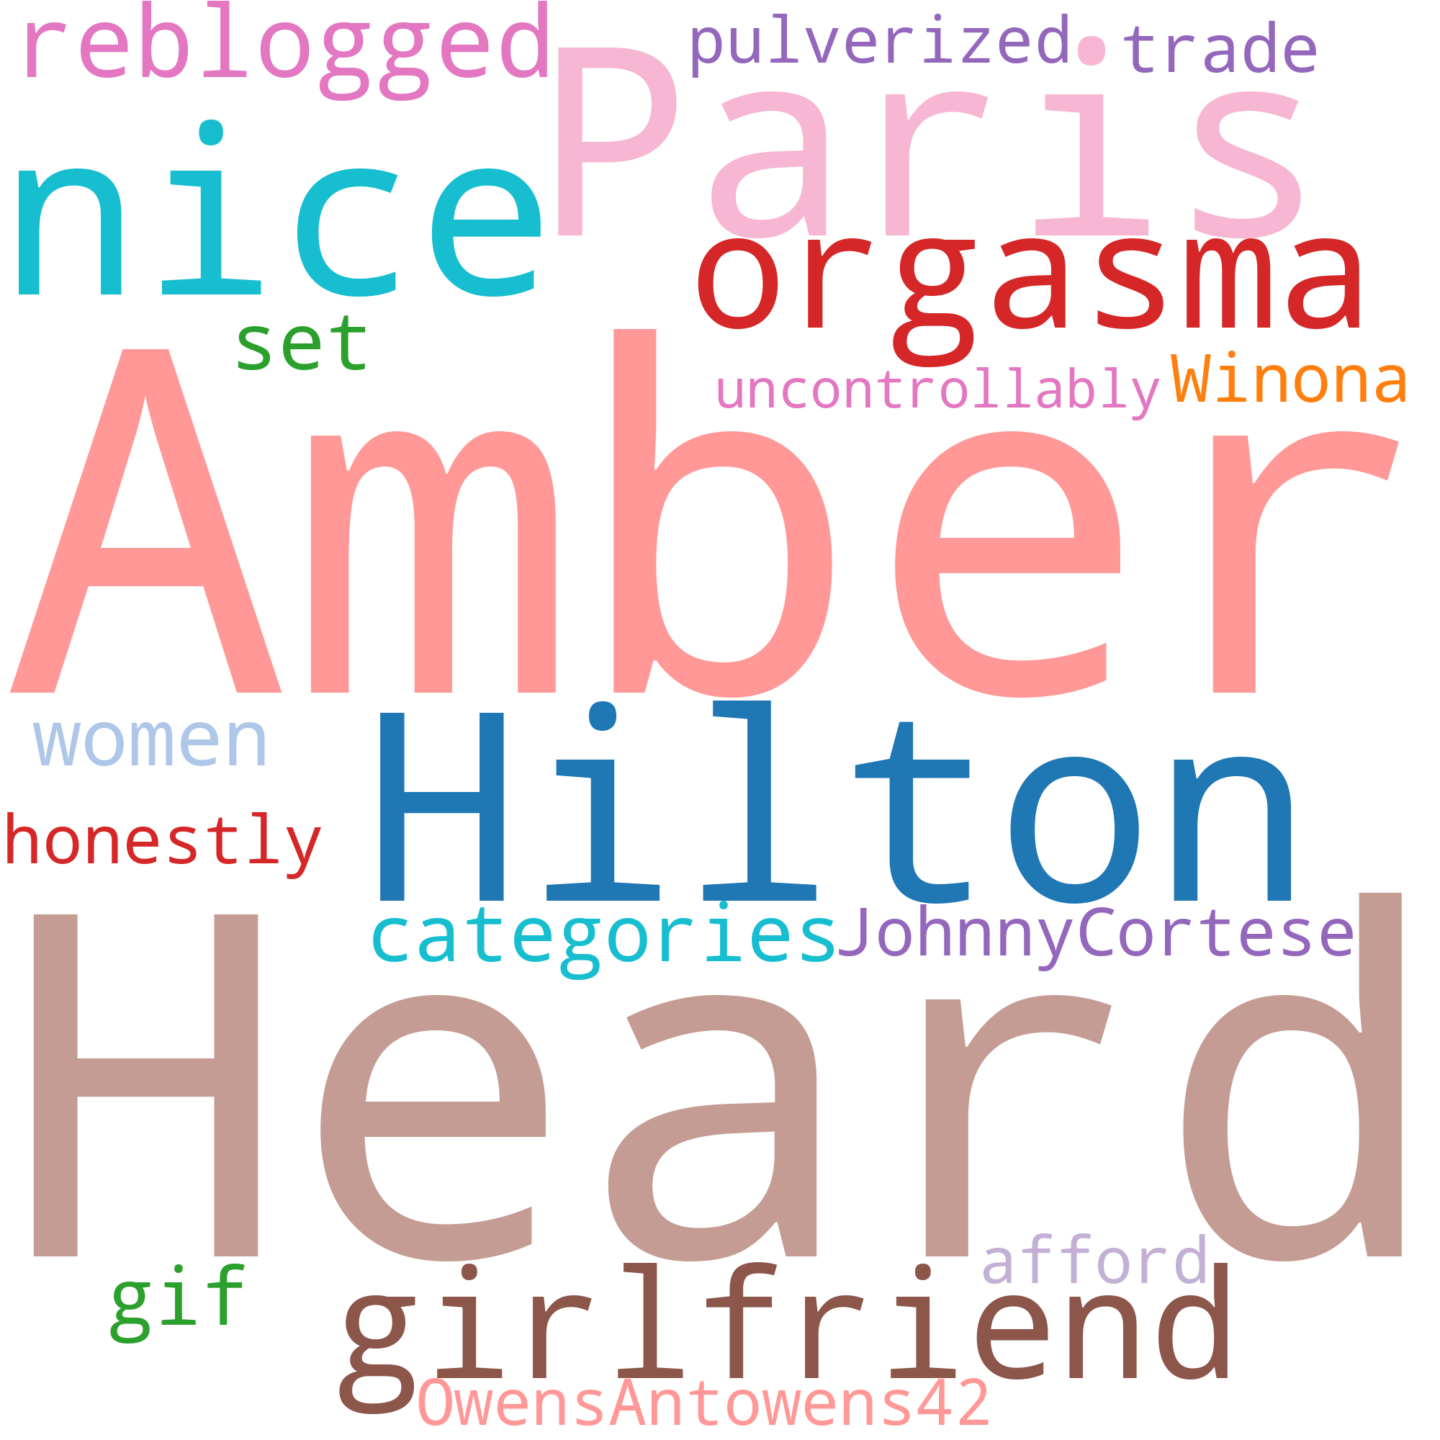 reblogged
pulverized
trade
Paris
nice
orgasma
set
uncontrollably
Winona
Amber
women
Hilton
honestly
categories
JohnnyCortese
Heard
gif
afford
girlfriend
OwensAntowens42